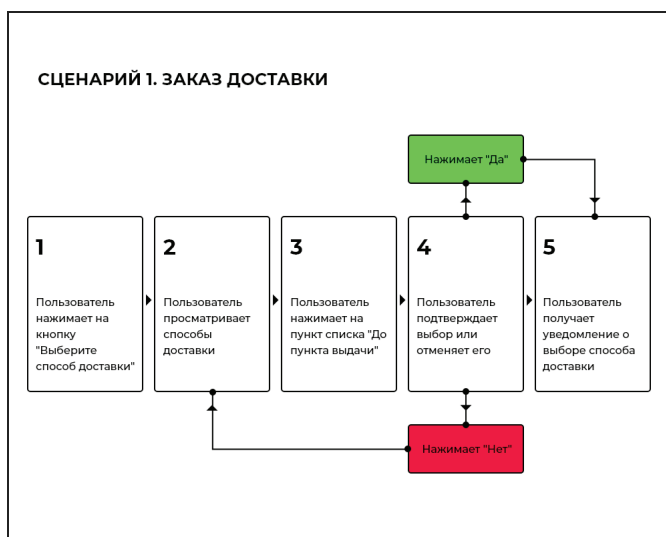 СЦЕНАРИЙ 1. ЗАКАЗ ДОСТАВКИ
Нажимает "Да"
1
Пользователь
нажимает на
кнопку
"Выберите
способ доставки"
2
Пользователь
просматривает
способы
доставки
3
Пользователь
нажимает на
пункт списка "До
пункта выдачи"
4
Пользователь
подтверждает
выбор или
отменяет его
5
Пользователь
получает
уведомление о
выборе способа
доставки
Нажимает "Нет"